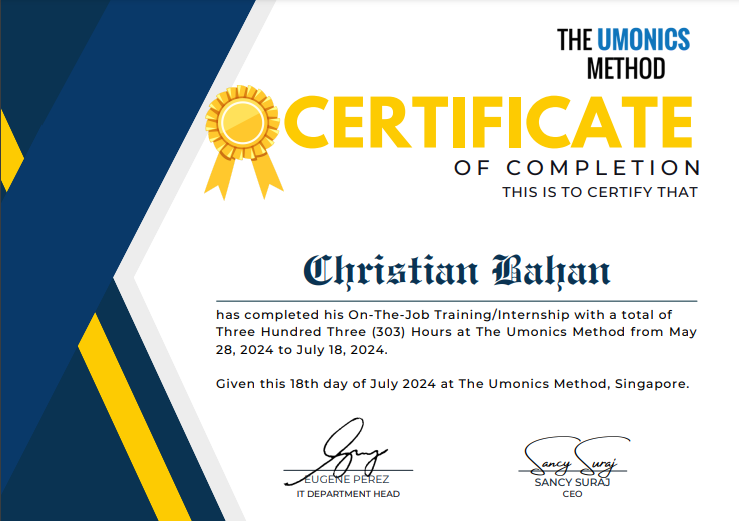 THE UMONICS
METHOD
CERTIFICATE
OF COMPLETION
THIS IS TO CERTIFY THAT
Christian Bahan
has completed his On-The-Job Training/Internship with a total of
Three Hundred Three (303) Hours at The Umonics Method from May
28, 2024 to July 18, 2024.
Given this 18th day of July 2024 at The Umonics Method, Singapore.
Sancy Suraj
EUGENE PEREZ
SANCY SURAJ
IT DEPARTMENT HEAD
CEO